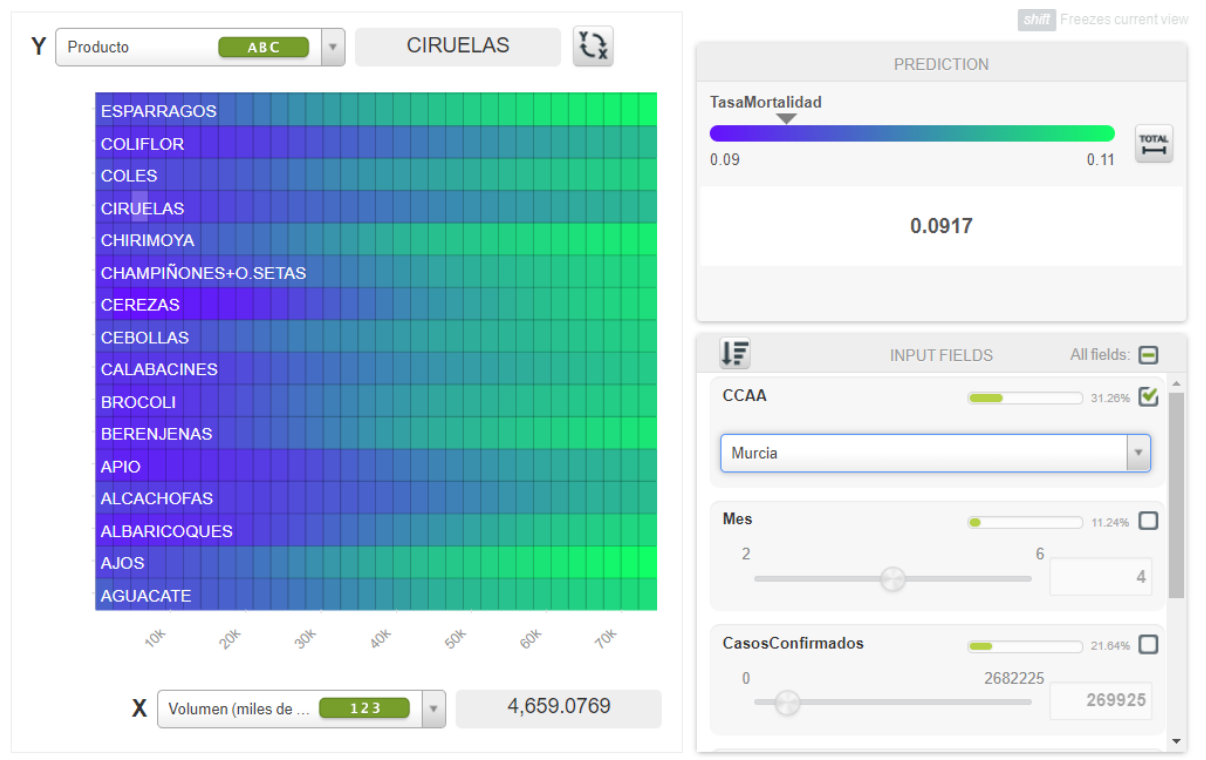 shift Freezes current view
Y Producto ABC CIRUELAS Y X
PREDICTION
TasaMortalidad
TOTAL
0.09 0.11
0.0917
ESPARRAGOS
COLIFLOR
COLES
CIRUELAS
CHIRIMOYA
CHAMPIÑONES+O.SETAS
CEREZAS
CEBOLLAS
CALABACINES
BROCOLI
BERENJENAS
APIO
ALCACHOFAS
ALBARICOQUES
AJOS
AGUACATE
10k 20k 30k 40k 50k 60k 70k
X Volumen (miles de ... 123 4,659.0769
INPUT FIELDS All fields:
CCAA 31.26%
Murcia
Mes 11.24%
2 6
4
CasosConfirmados 21.64%
0 2682225
269925